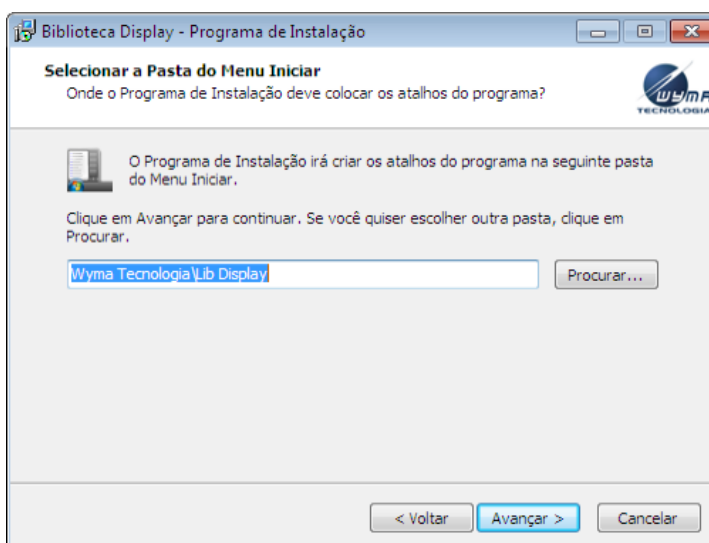 Biblioteca Display - Programa de Instalação
Selecionar a Pasta do Menu Iniciar
Onde o Programa de Instalação deve colocar os atalhos do programa?
WYMA
TECNOLOGIA
O Programa de Instalação irá criar os atalhos do programa na seguinte pasta
do Menu Iniciar.
Clique em Avançar para continuar. Se você quiser escolher outra pasta, clique em
Procurar.
Wyma Tecnologia\Lib Display
Procurar...
< Voltar
Avançar >
Cancelar